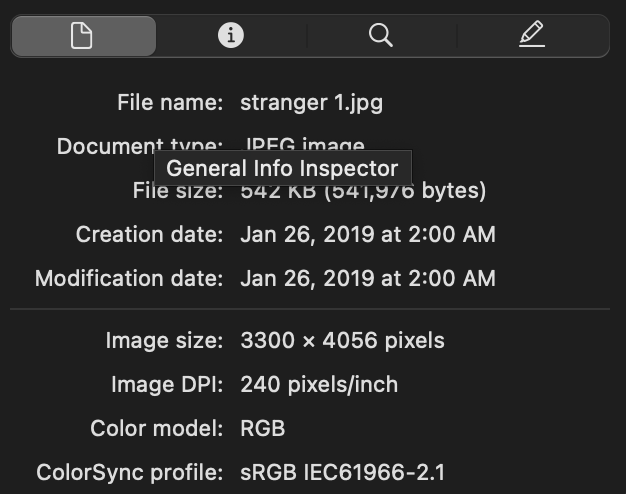 File name: stranger 1.jpg
Document type: JPEG image
General Info Inspector
File size: 542 KB (541,976 bytes)
Creation date: Jan 26, 2019 at 2:00 AM
Modification date: Jan 26, 2019 at 2:00 AM
Image size: 3300 × 4056 pixels
Image DPI: 240 pixels/inch
Color model: RGB
ColorSync profile: sRGB IEC61966-2.1